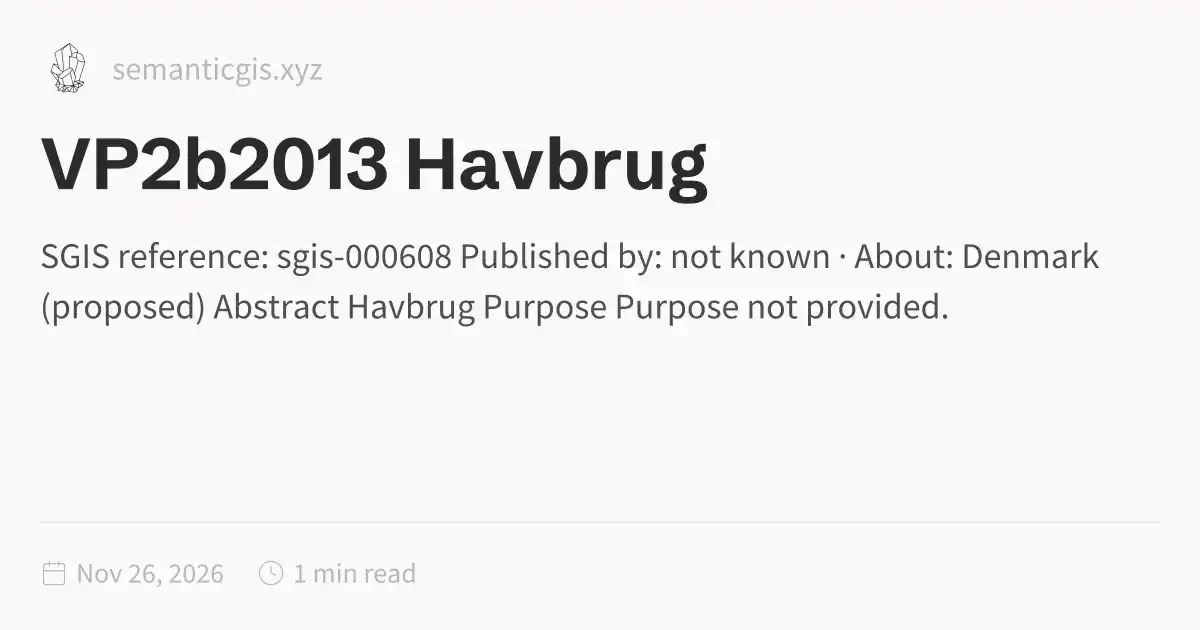 semanticgis.xyz
VP2b2013 Havbrug
SGIS reference: sgis-000608 Published by: not known · About: Denmark
(proposed) Abstract Havbrug Purpose Purpose not provided.
Nov 26, 2026 1 min read